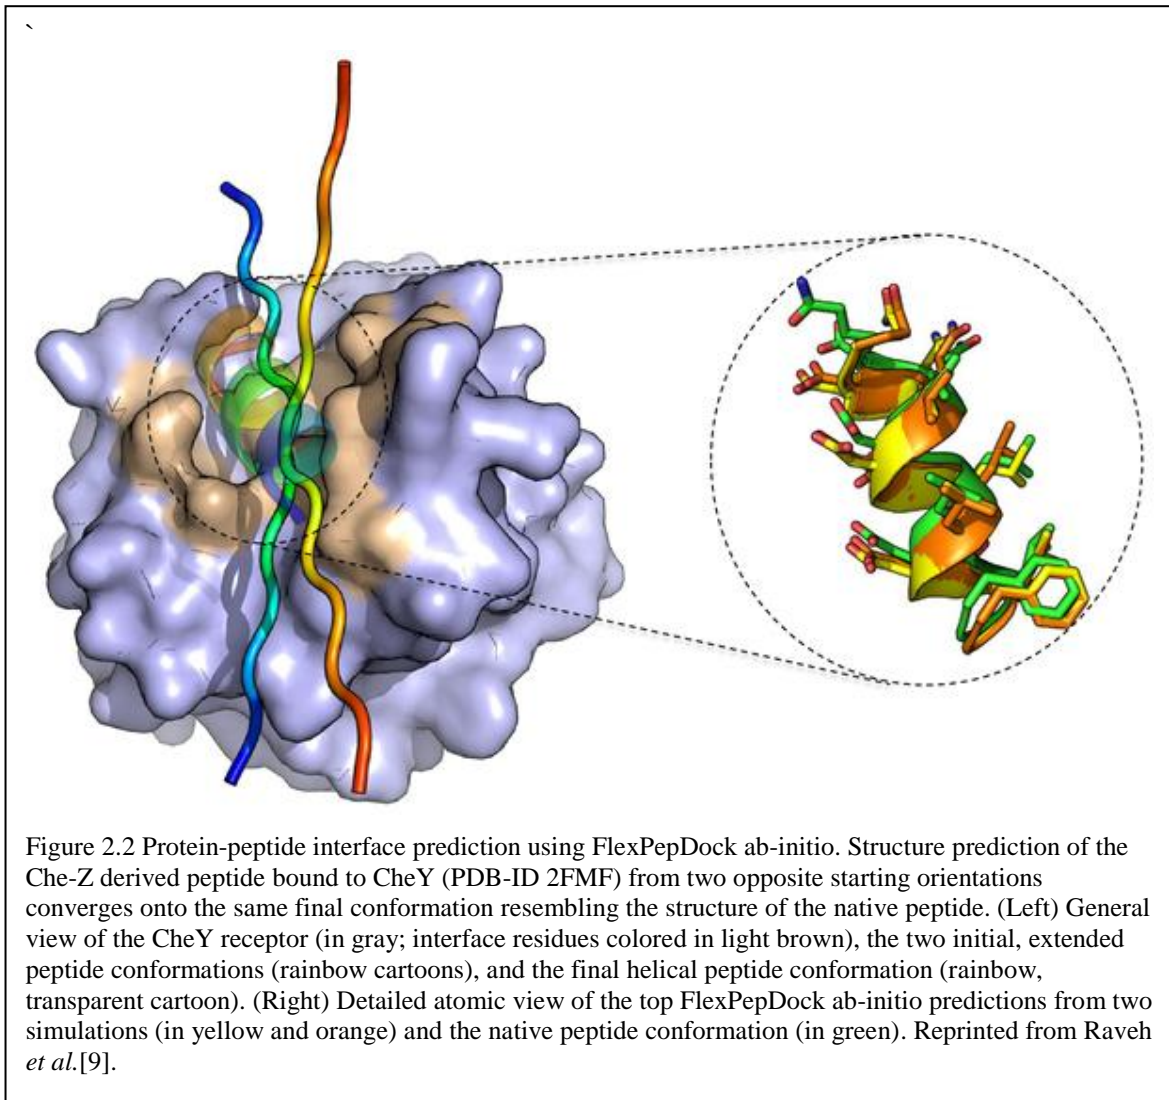 `
Figure 2.2 Protein-peptide interface prediction using FlexPepDock ab-initio. Structure prediction of the
Che-Z derived peptide bound to CheY (PDB-ID 2FMF) from two opposite starting orientations
converges onto the same final conformation resembling the structure of the native peptide. (Left) General
view of the CheY receptor (in gray; interface residues colored in light brown), the two initial, extended
peptide conformations (rainbow cartoons), and the final helical peptide conformation (rainbow,
transparent cartoon). (Right) Detailed atomic view of the top FlexPepDock ab-initio predictions from two
simulations (in yellow and orange) and the native peptide conformation (in green). Reprinted from Raveh
et al.[9].